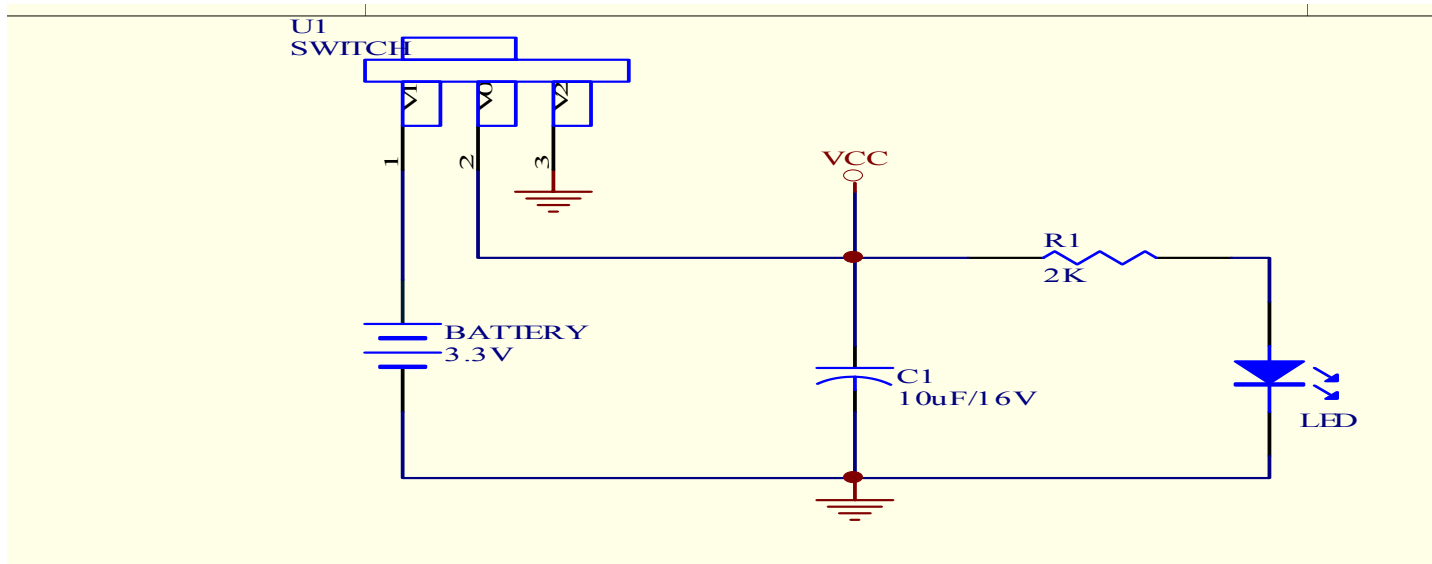 U1
SWITCH
V1
V0
V2
1
2
3
VCC
R1
2K
BATTERY
3.3V
C1
10uF/16V
LED